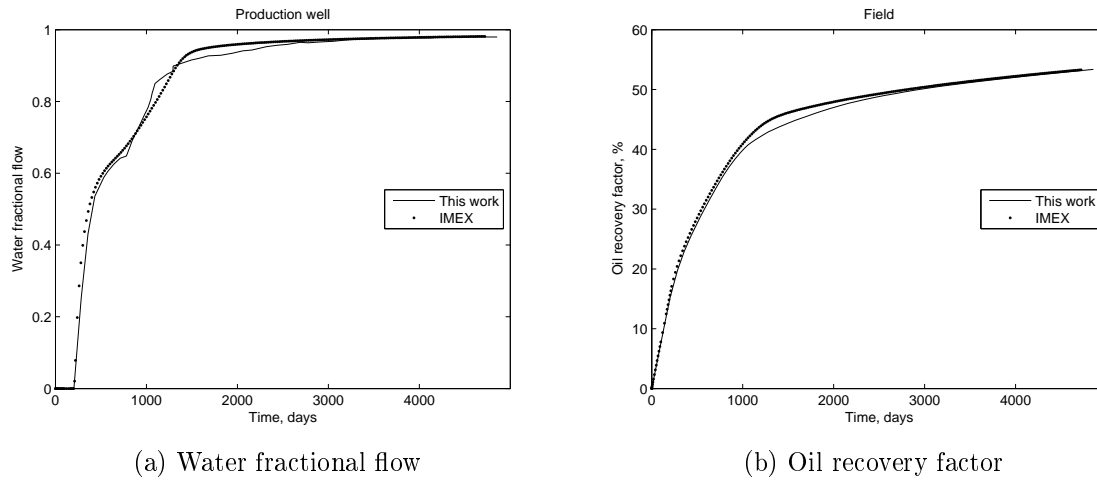 Production well
Water fractional flow
1
0.8
0.6
0.4
0.2
0
0
1000
2000
3000
4000
Time, days
This work
IMEX
(a) Water fractional flow
Field
Oil recovery factor, %
60
50
40
30
20
10
0
0
1000
2000
3000
4000
Time, days
This work
IMEX
(b) Oil recovery factor